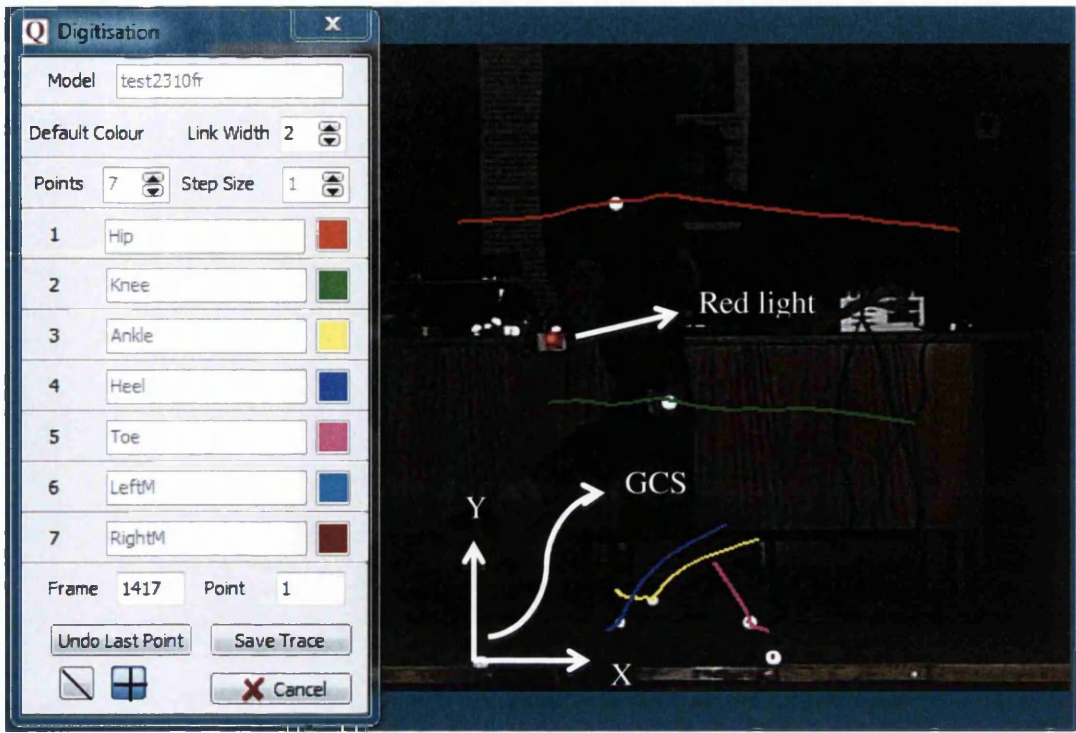 Q Digitisation x
Model test2310fr
Default Colour Link Width 2
Points 7 Step Size 1
1 Hip
2 Knee
3 Ankle
4 Heel
5 Toe
6 LeftM
7 RightM
Frame 1417 Point 1
Undo Last Point Save Trace
Cancel
Red light
GCS
Y
X